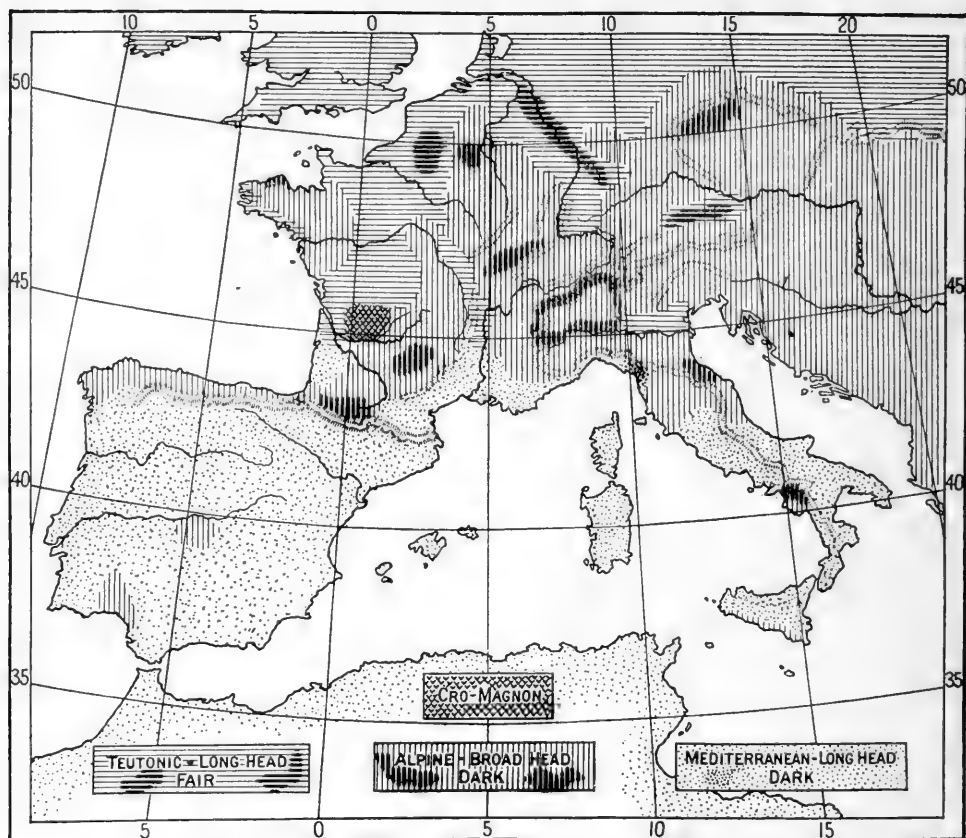 10 5 0 5 10 15 20
50 50
45 45
40 40
35 35
CRO-MAGNON
TEUTONIC=LONG-HEAD
FAIR
ALPINE-BROAD HEAD
DARK
MEDITERRANEAN-LONG HEAD
DARK
5 0 5 10 15